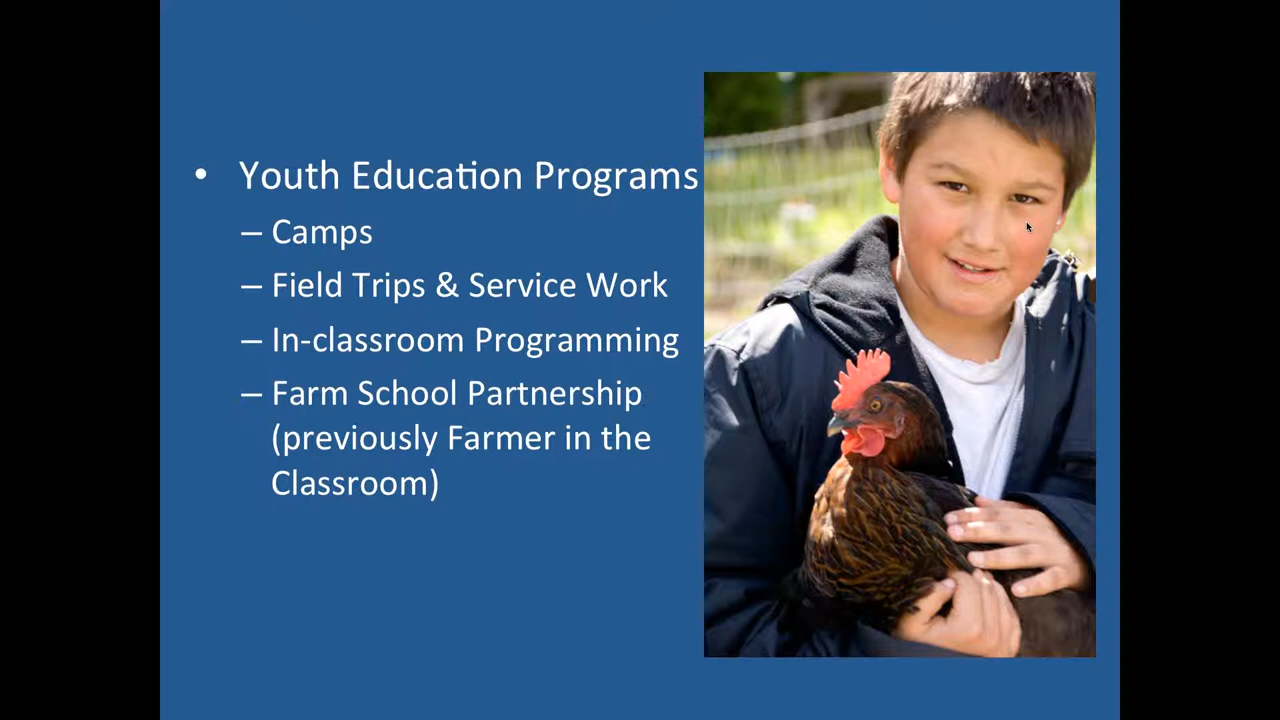 • Youth Education Programs
– Camps
– Field Trips & Service Work
– In-classroom Programming
– Farm School Partnership
(previously Farmer in the
Classroom)